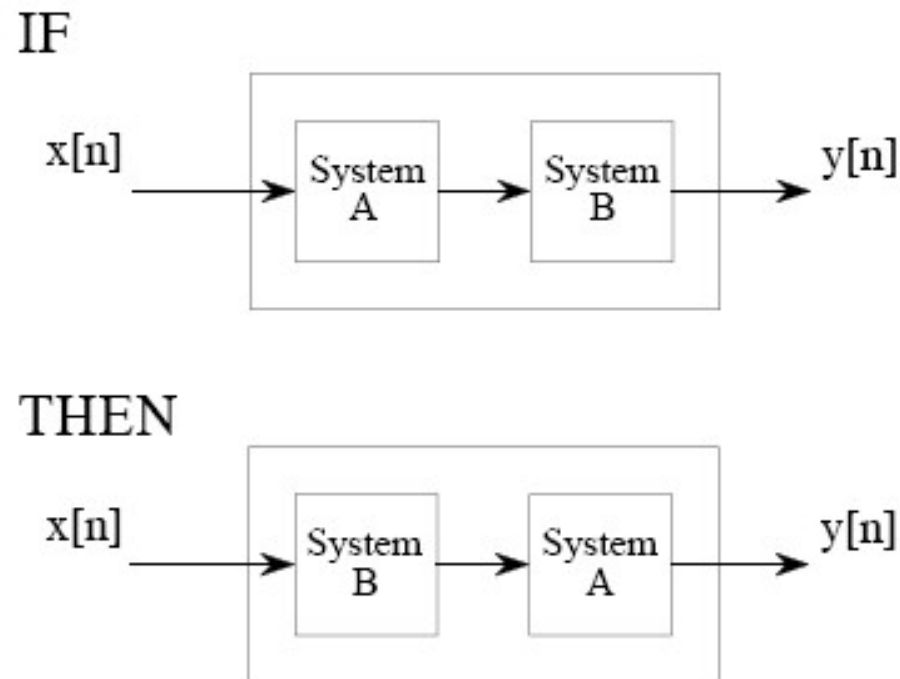 IF
x[n]
System
A
System
B
y[n]
THEN
x[n]
System
B
System
A
y[n]